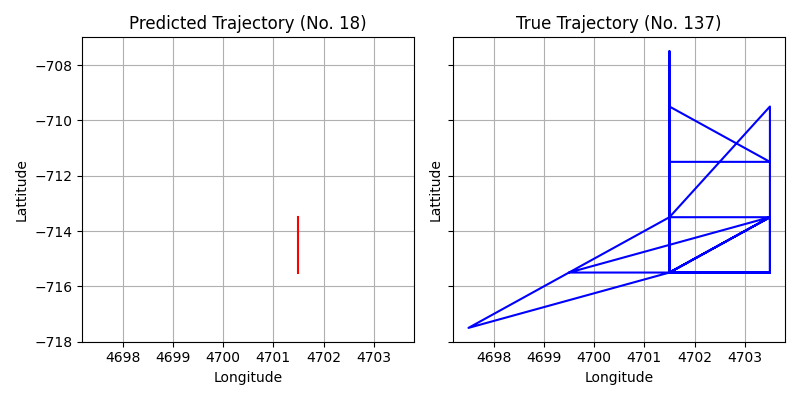 Predicted Trajectory (No. 18)
True Trajectory (No. 137)
−708
−710
−712
−714
−716
−718
Lattitude
Lattitude
4698 4699 4700 4701 4702 4703
4698 4699 4700 4701 4702 4703
Longitude
Longitude